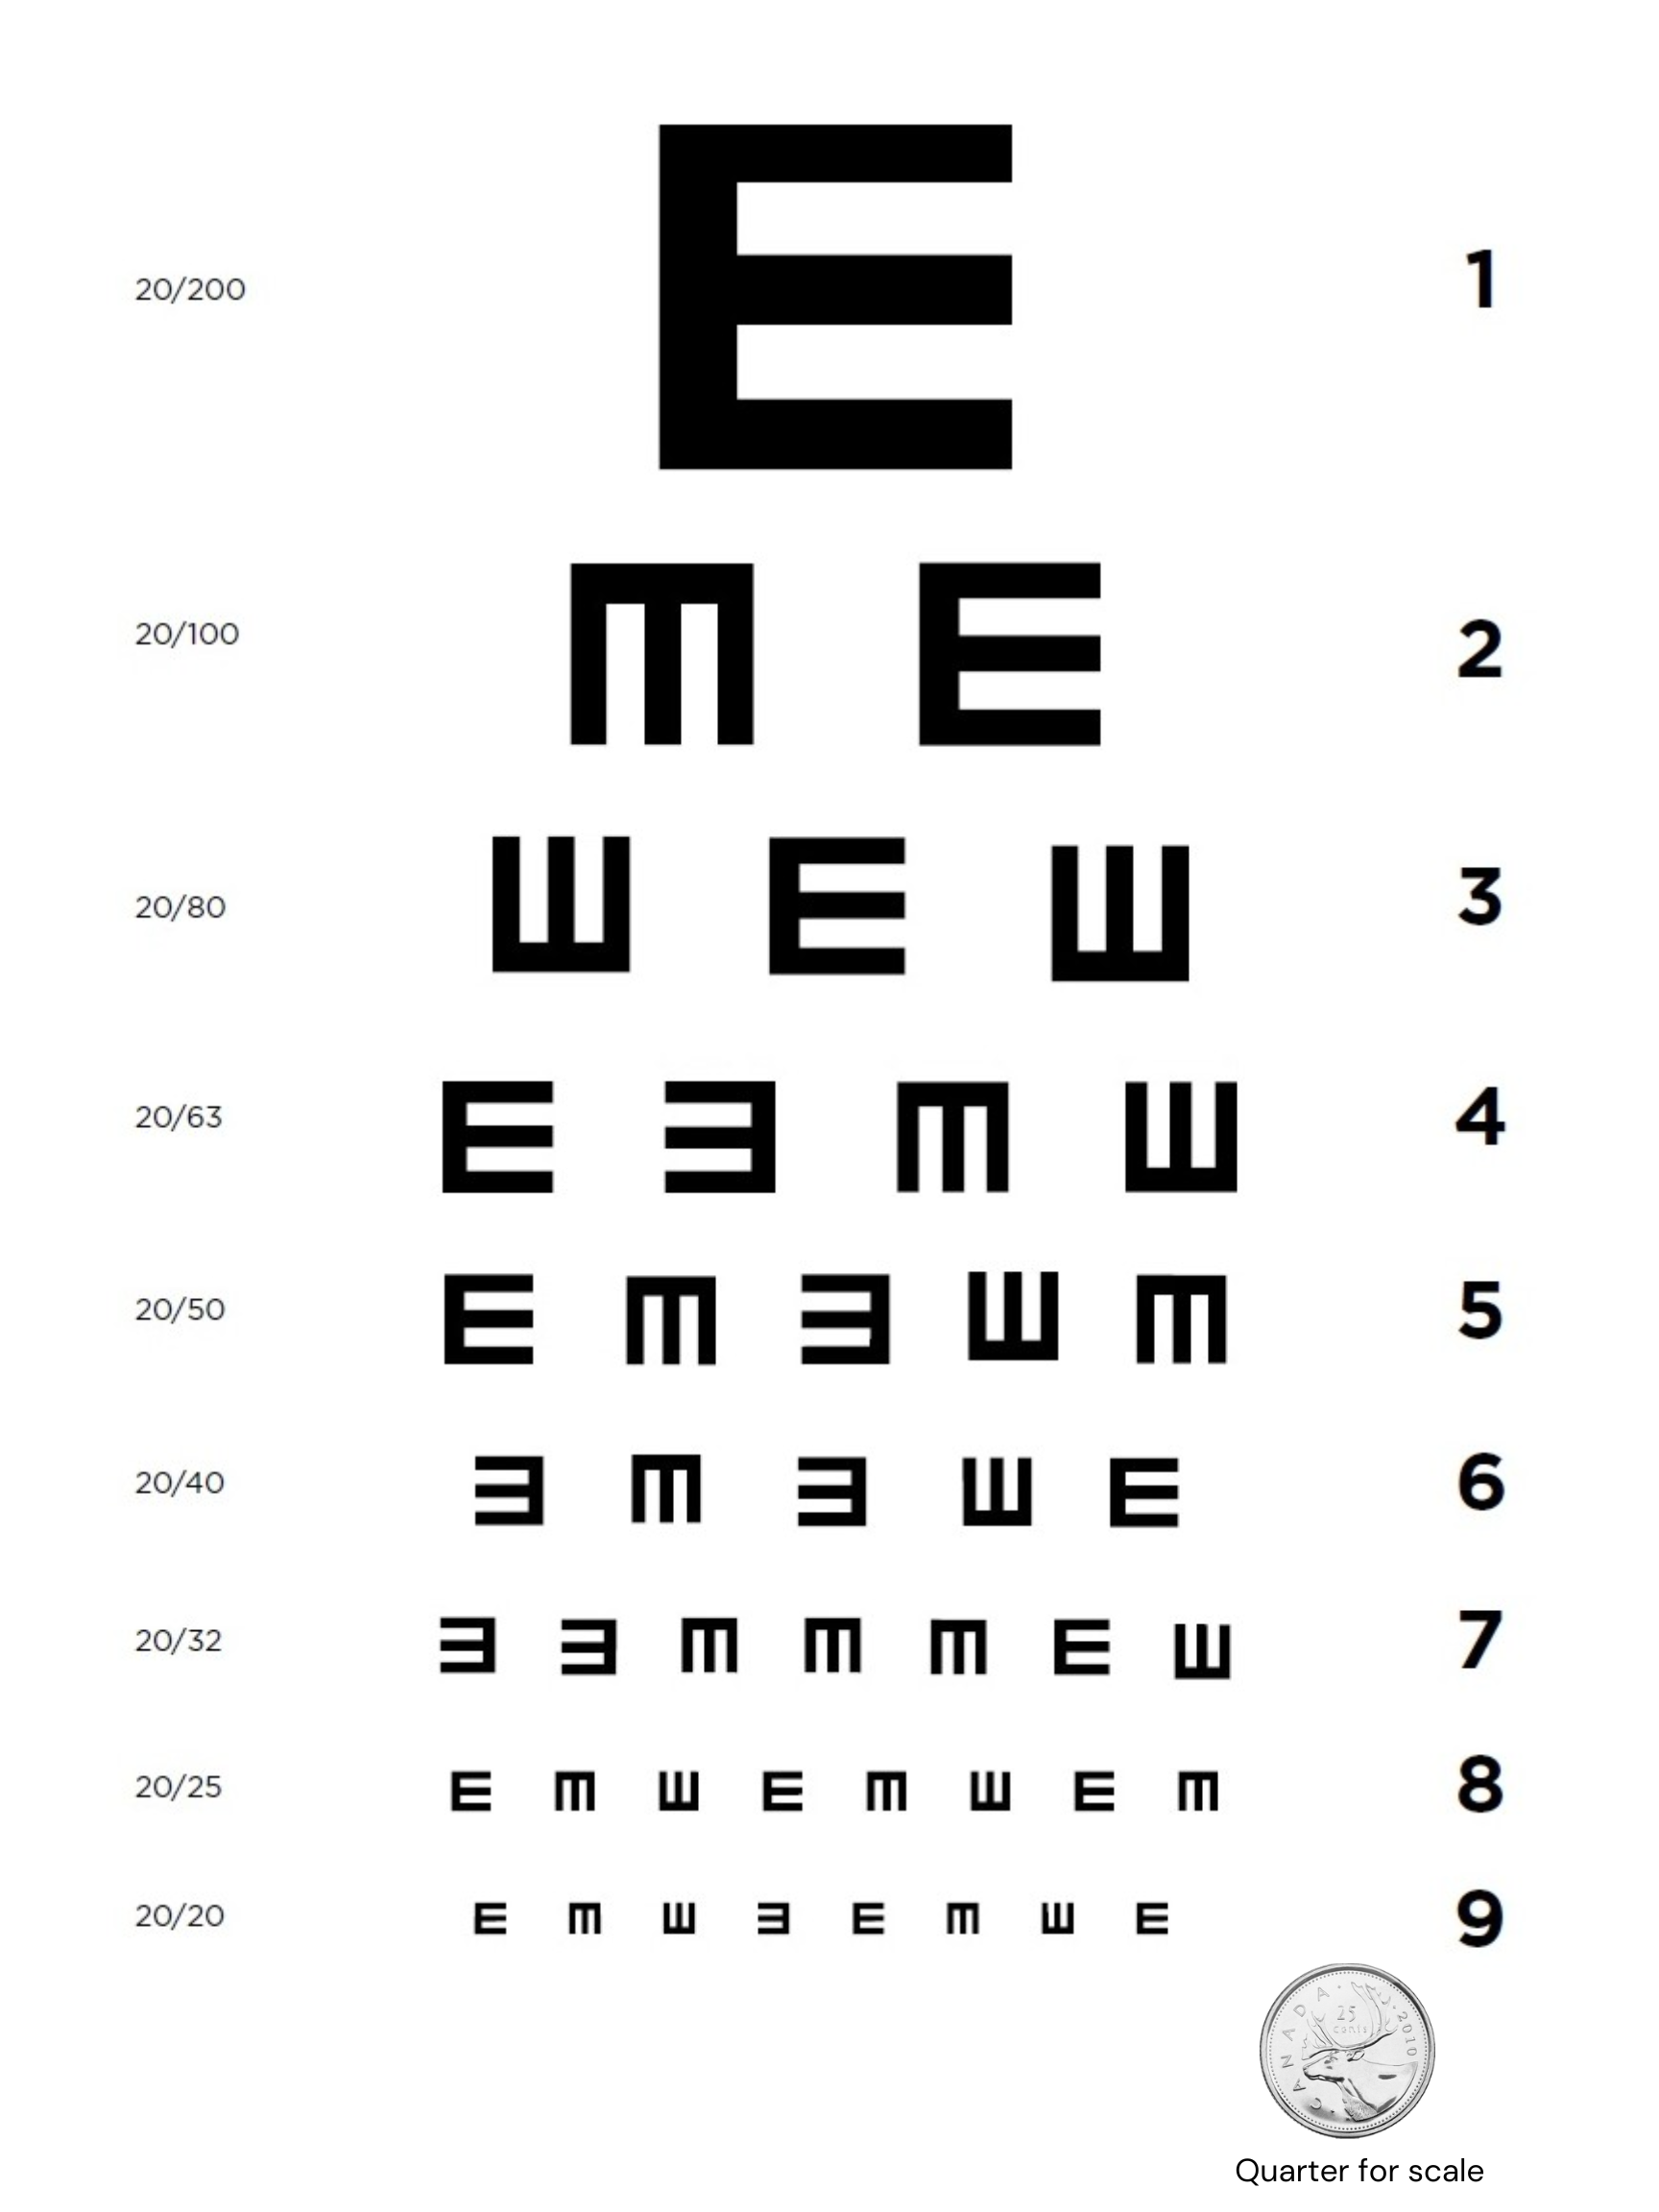 20/200 E 1
20/100 M E 2
20/80 Ш E Ш 3
20/63 E Ǝ M Ш 4
20/50 E M Ǝ Ш M 5
20/40 Ǝ M Ǝ Ш E 6
20/32 Ǝ Ǝ M M M E Ш 7
20/25 E M Ш E M Ш E M 8
20/20 E M Ш Ǝ E M Ш E 9
CANADA 2010
25
cents
Quarter for scale